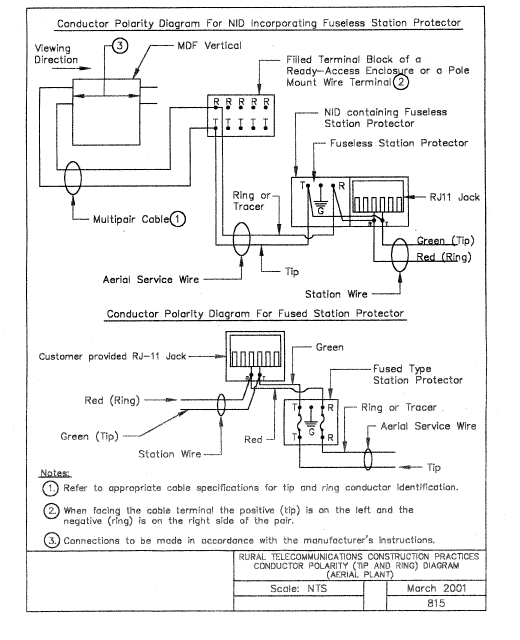 Conductor Polarity Diagram For NID Incorporating Fuseless Station Protector
Viewing
Direction
3
MDF Vertical
Filled Terminal Block of a
Ready-Access Enclosure or a Pole
Mount Wire Terminal 2
R R R R R
T T T T T
NID containing Fuseless
Station Protector
Fuseless Station Protector
T R
G
RJ11 Jack
R T
Ring or
Tracer
Multipair Cable 1
Green (Tip)
Red (Ring)
Tip
Aerial Service Wire
Station Wire
Conductor Polarity Diagram For Fused Station Protector
Customer provided RJ-11 Jack
R T
Green
Fused Type
Station Protector
Red (Ring)
T R
G
T R
Ring or Tracer
Aerial Service Wire
Green (Tip)
Red
Station Wire
Tip
Notes:
1. Refer to appropriate cable specifications for tip and ring conductor identification.
2. When facing the cable terminal the positive (tip) is on the left and the
negative (ring) is on the right side of the pair.
3. Connections to be made in accordance with the manufacturer's instructions.
RURAL TELECOMMUNICATIONS CONSTRUCTION PRACTICES
CONDUCTOR POLARITY (TIP AND RING) DIAGRAM
(AERIAL PLANT)
Scale: NTS
March 2001
815